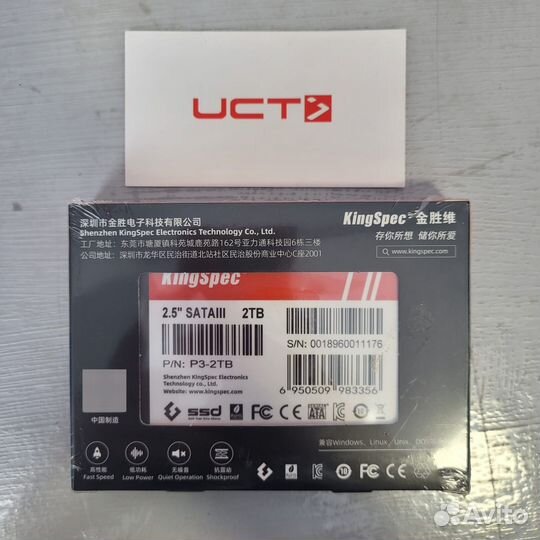 UCT
深圳市金胜电子科技有限公司
Shenzhen KingSpec Electronics Technology Co., Ltd.
工厂地址：东莞市塘厦镇科苑城鹿苑路162号亚力通科技园6栋三楼
公司地址：深圳市龙华区民治街道北站社区民治股份商业中心C座2001
KingSpec 金胜维
存你所想 储你所爱
www.kingspec.com
KingSpec
2.5" SATAIII 2TB
S/N: 0018960011176
P/N: P3-2TB
Shenzhen KingSpec Electronics
Technology co., Ltd.
Website: www.kingspec.com
6 950509 983356
ssd
SERIAL
ATA
10
中国制造
高性能
Fast Speed
低功耗
Low Power
无噪音
Quiet Operation
抗震动
Shockproof
兼容Windows、Linux、Unix、DOS
10
Avito